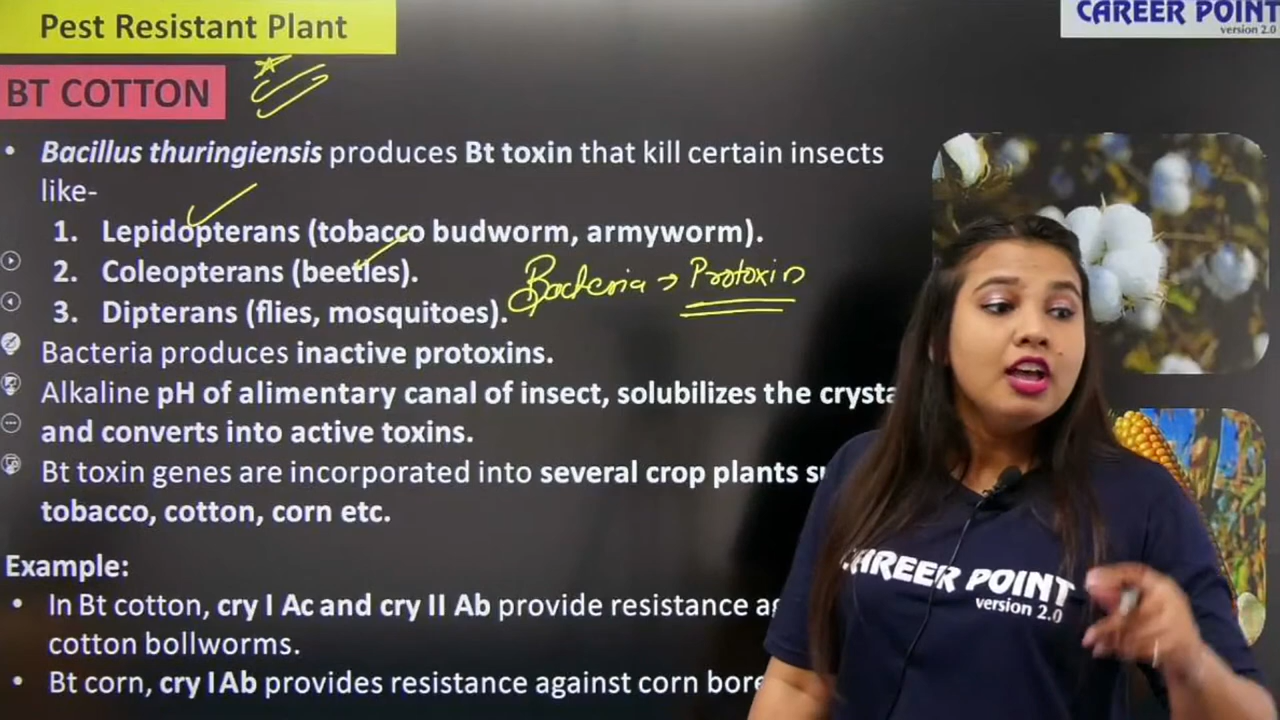 Pest Resistant Plant
CAREER POINT
version 2.0
BT COTTON
• Bacillus thuringiensis produces Bt toxin that kill certain insects
like-
1. Lepidopterans (tobacco budworm, armyworm).
2. Coleopterans (beetles).
Bacteria → Protoxin
3. Dipterans (flies, mosquitoes).
Bacteria produces inactive protoxins.
Alkaline pH of alimentary canal of insect, solubilizes the
and converts into active toxins.
Bt toxin genes are incorporated into several crop plants
tobacco, cotton, corn etc.
Example:
• In Bt cotton, cry I Ac and cry II Ab provide resistance
cotton bollworms.
• Bt corn, cry I Ab provides resistance against corn
CAREER POINT
version 2.0